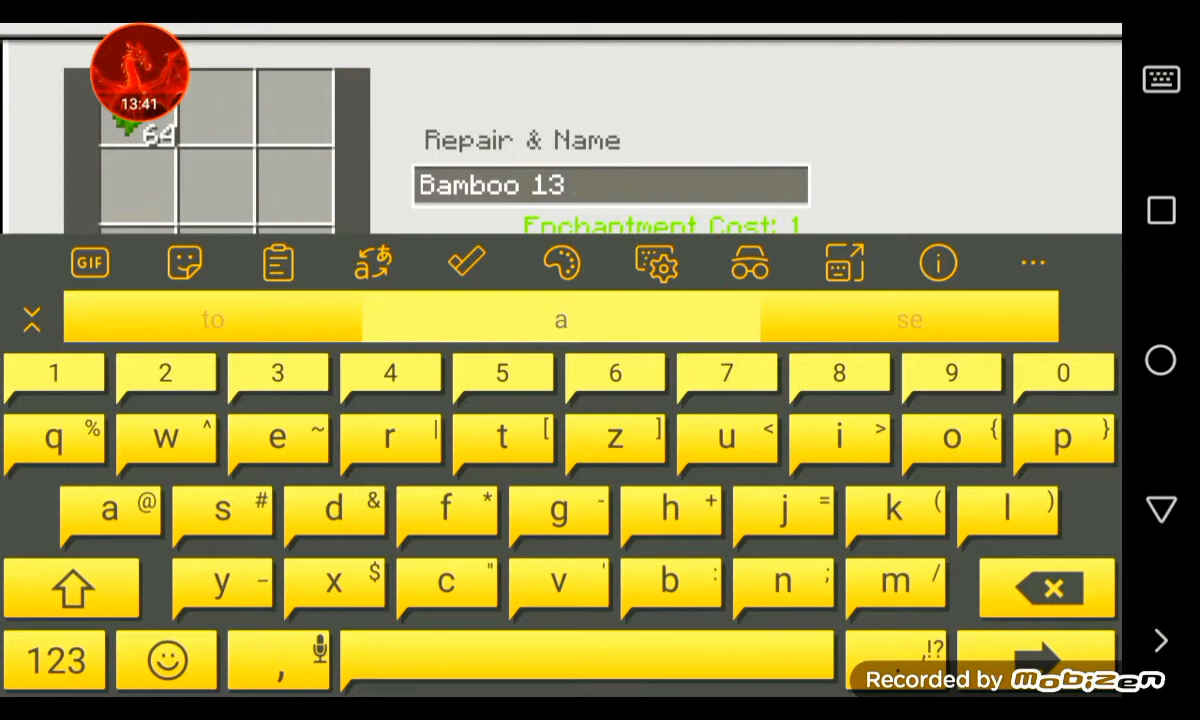 13:41
64
Repair & Name
Bamboo 13
Enchantment Cost: 1
GIF
to a se
1 2 3 4 5 6 7 8 9 0
q % w ^ e ~ r | t [ z ] u < i > o { p }
a @ s # d & f * g - h + j = k ( l )
y _ x $ c " v ' b : n ; m /
123 , . ,!?
Recorded by mobizen